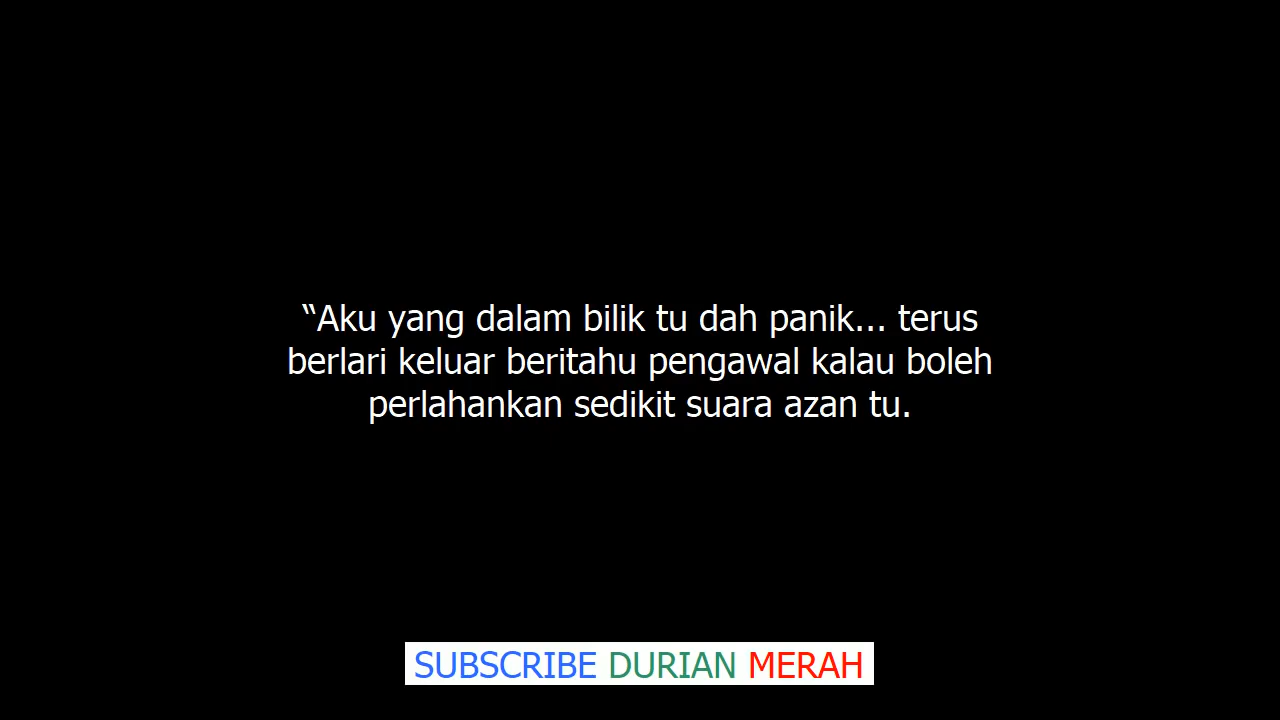 “Aku yang dalam bilik tu dah panik... terus
berlari keluar beritahu pengawal kalau boleh
perlahankan sedikit suara azan tu.
SUBSCRIBE DURIAN MERAH